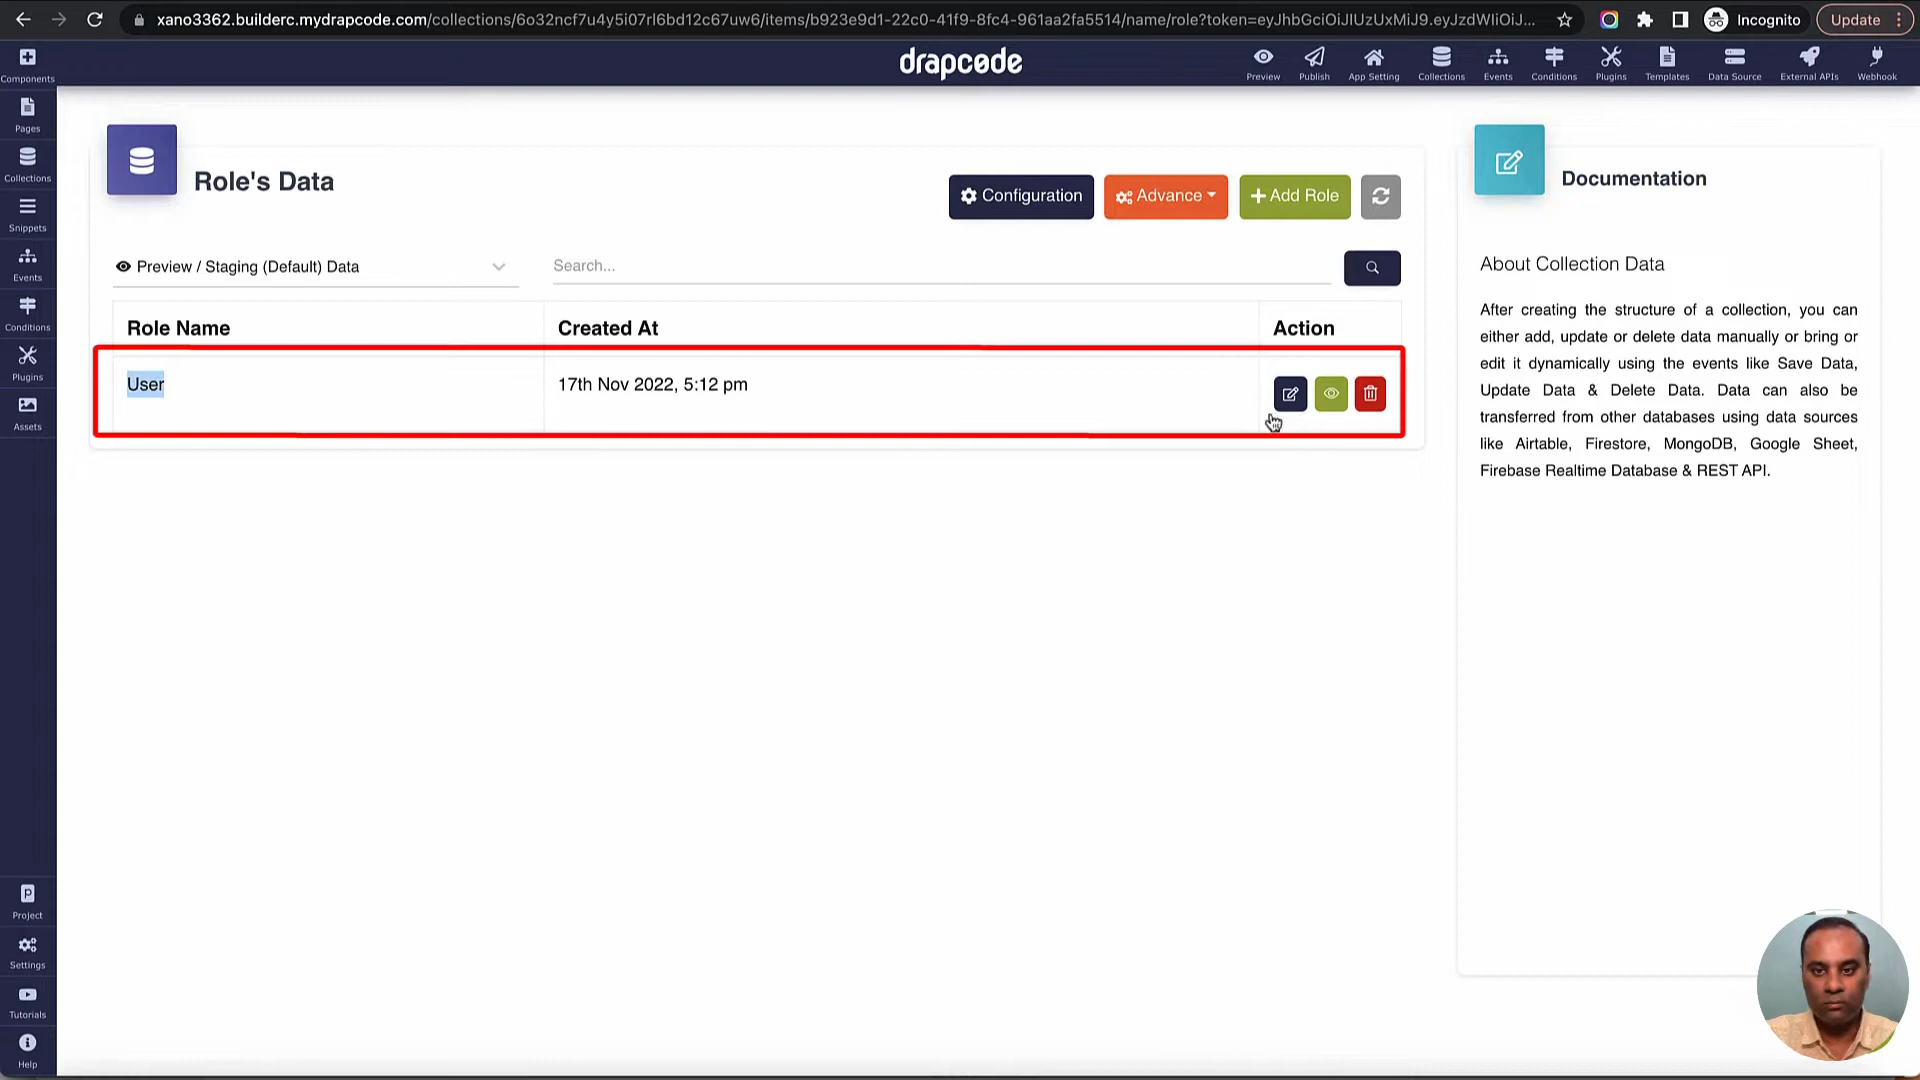 xano3362.builderc.mydrapcode.com/collections/6o32ncf7u4y5i07rl6bd12c67uw6/items/b923e9d1-22c0-41f9-8fc4-961aa2fa5514/name/role?token=eyJhbGciOiJIUzUxMiJ9.eyJzdWIiOiJ...
Incognito
Update
Components
drapcode
Preview
Publish
App Setting
Collections
Events
Conditions
Plugins
Templates
Data Source
External APIs
Webhook
Pages
Collections
Snippets
Events
Conditions
Plugins
Assets
Project
Settings
Tutorials
Help
Role's Data
Configuration
Advance
Add Role
Preview / Staging (Default) Data
Search...
Role Name Created At Action
User 17th Nov 2022, 5:12 pm
Documentation
About Collection Data
After creating the structure of a collection, you can
either add, update or delete data manually or bring or
edit it dynamically using the events like Save Data,
Update Data & Delete Data. Data can also be
transferred from other databases using data sources
like Airtable, Firestore, MongoDB, Google Sheet,
Firebase Realtime Database & REST API.